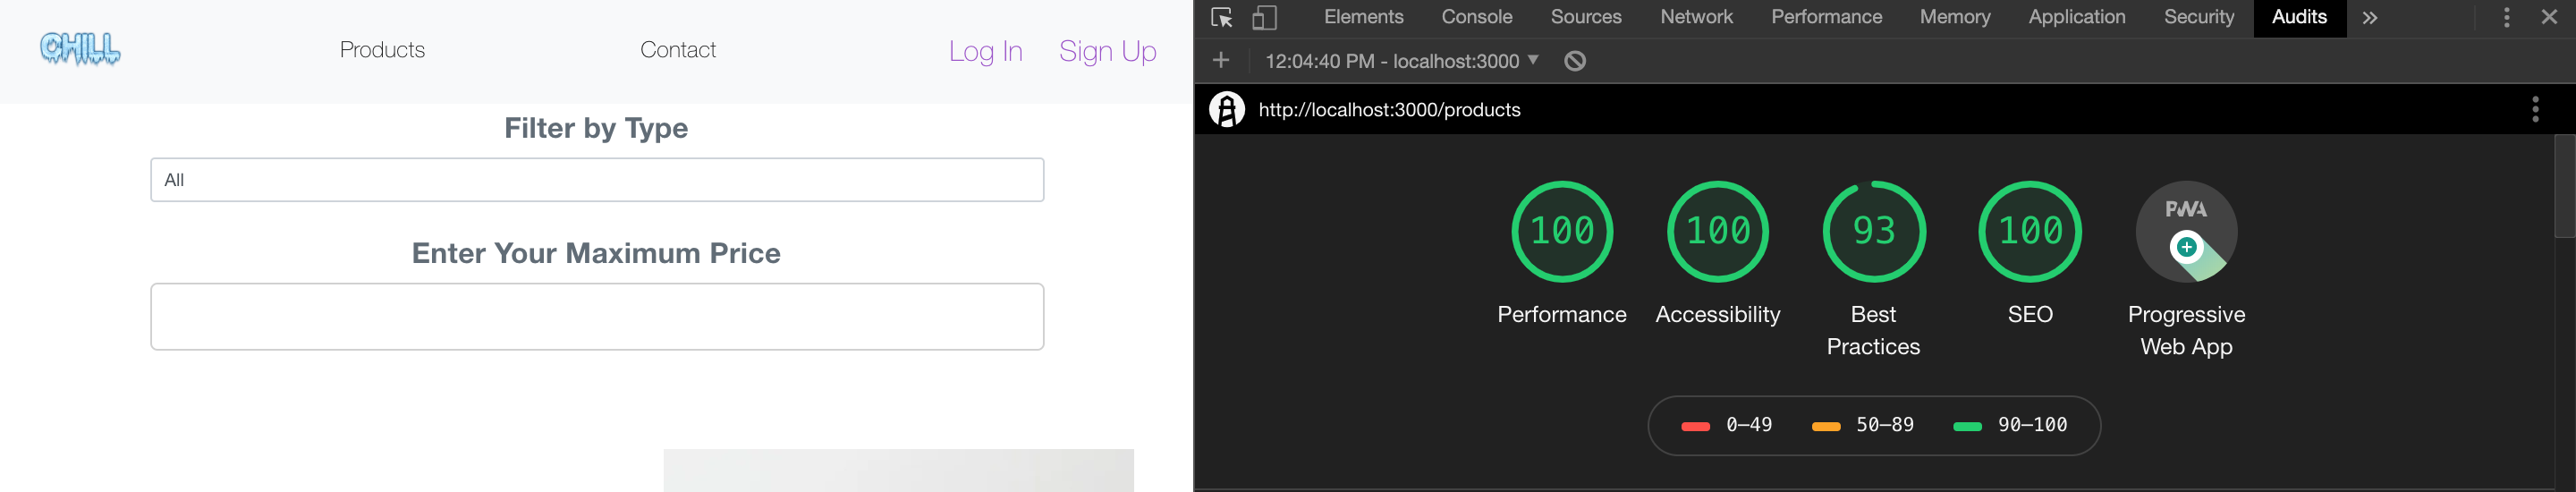 CHILL
Products
Contact
Log In
Sign Up
Filter by Type
All
Enter Your Maximum Price
Elements
Console
Sources
Network
Performance
Memory
Application
Security
Audits
12:04:40 PM - localhost:3000
http://localhost:3000/products
100
100
93
100
PWA
Performance
Accessibility
Best
Practices
SEO
Progressive
Web App
0–49
50–89
90–100